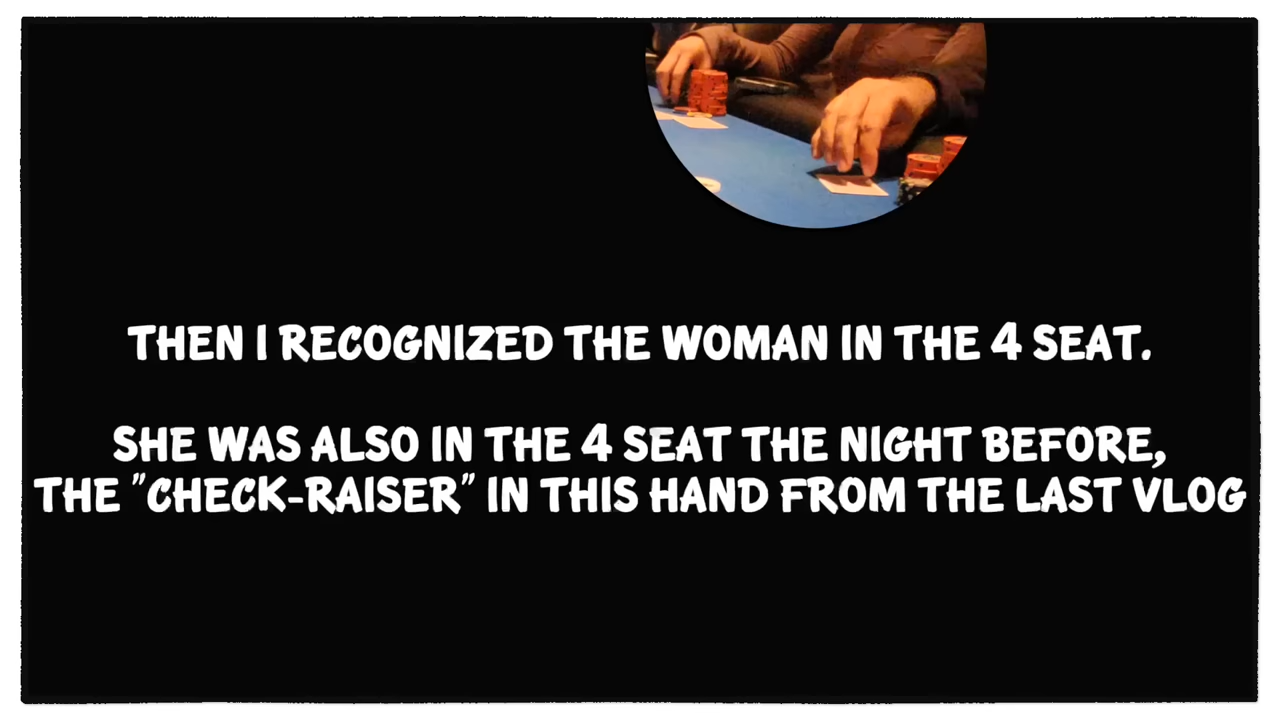 THEN I RECOGNIZED THE WOMAN IN THE 4 SEAT.
SHE WAS ALSO IN THE 4 SEAT THE NIGHT BEFORE,
THE "CHECK-RAISER" IN THIS HAND FROM THE LAST VLOG